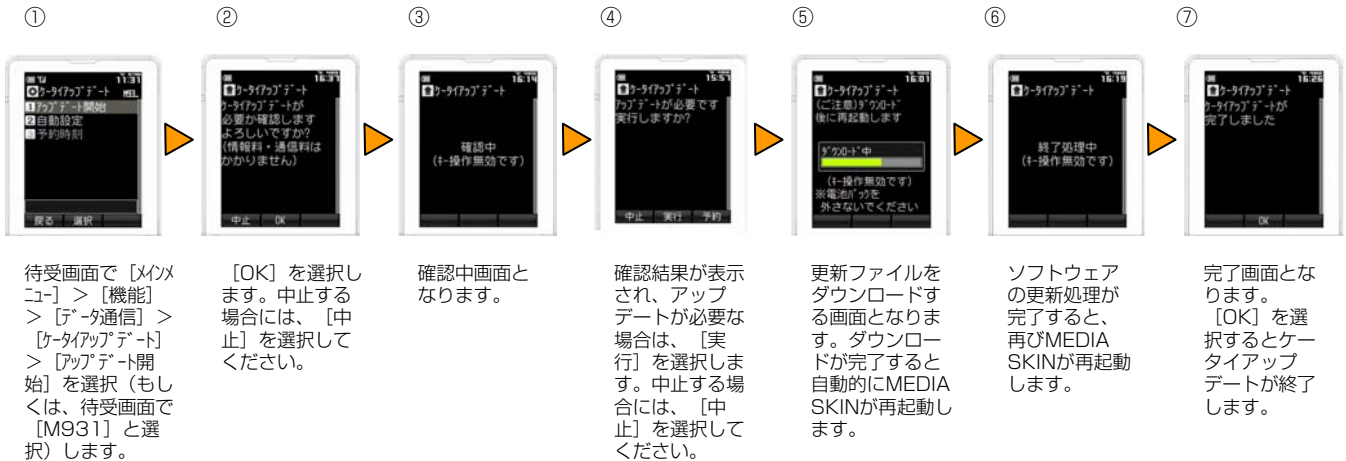 ①
②
③
④
⑤
⑥
⑦
11:31
ケータイアップデート
1アップデート開始
2自動設定
3予約時刻
戻る 選択
16:37
ケータイアップデート
ケータイアップデートが
必要か確認します
よろしいですか?
(情報料・通信料は
かかりません)
中止 OK
16:14
ケータイアップデート
確認中
(キー操作無効です)
15:57
ケータイアップデート
アップデートが必要です
実行しますか?
中止 実行 予約
16:01
ケータイアップデート
(ご注意)ダウンロード
後に再起動します
ダウンロード中
(キー操作無効です)
※電池パックを
外さないでください
16:19
ケータイアップデート
終了処理中
(キー操作無効です)
16:26
ケータイアップデート
ケータイアップデートが
完了しました
OK
待受画面で[メインメ
ニュー]>[機能]
>[データ通信]>
[ケータイアップデート]
>[アップデート開
始]を選択(もし
くは、待受画面で
[M931]と選
択)します。
[OK]を選択し
ます。中止する
場合には、[中
止]を選択して
ください。
確認中画面と
なります。
確認結果が表示
され、アップ
デートが必要な
場合は、[実
行]を選択しま
す。中止する場
合には、[中
止]を選択して
ください。
更新ファイルを
ダウンロードす
る画面となりま
す。ダウンロー
ドが完了すると
自動的にMEDIA
SKINが再起動し
ます。
ソフトウェア
の更新処理が
完了すると、
再びMEDIA
SKINが再起動
します。
完了画面とな
ります。
[OK]を選
択するとケー
タイアップ
デートが終了
します。